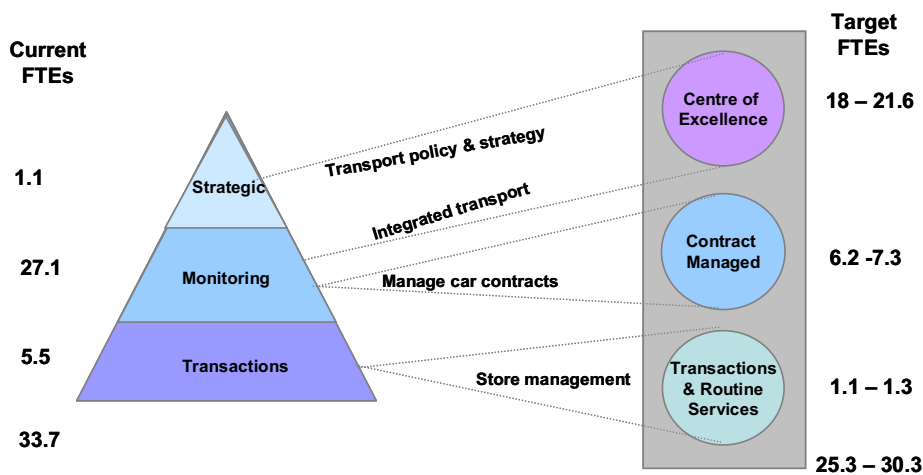 Current
FTEs
Target
FTEs
1.1
27.1
5.5
33.7
Strategic
Monitoring
Transactions
Transport policy & strategy
Integrated transport
Manage car contracts
Store management
Centre of
Excellence
Contract
Managed
Transactions
& Routine
Services
18 – 21.6
6.2 -7.3
1.1 – 1.3
25.3 – 30.3